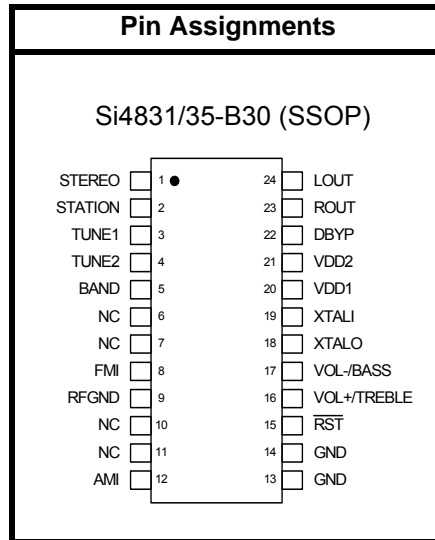 Pin Assignments
Si4831/35-B30 (SSOP)
STEREO 1 24 LOUT
STATION 2 23 ROUT
TUNE1 3 22 DBYP
TUNE2 4 21 VDD2
BAND 5 20 VDD1
NC 6 19 XTALI
NC 7 18 XTALO
FMI 8 17 VOL-/BASS
RFGND 9 16 VOL+/TREBLE
NC 10 15 RST
NC 11 14 GND
AMI 12 13 GND